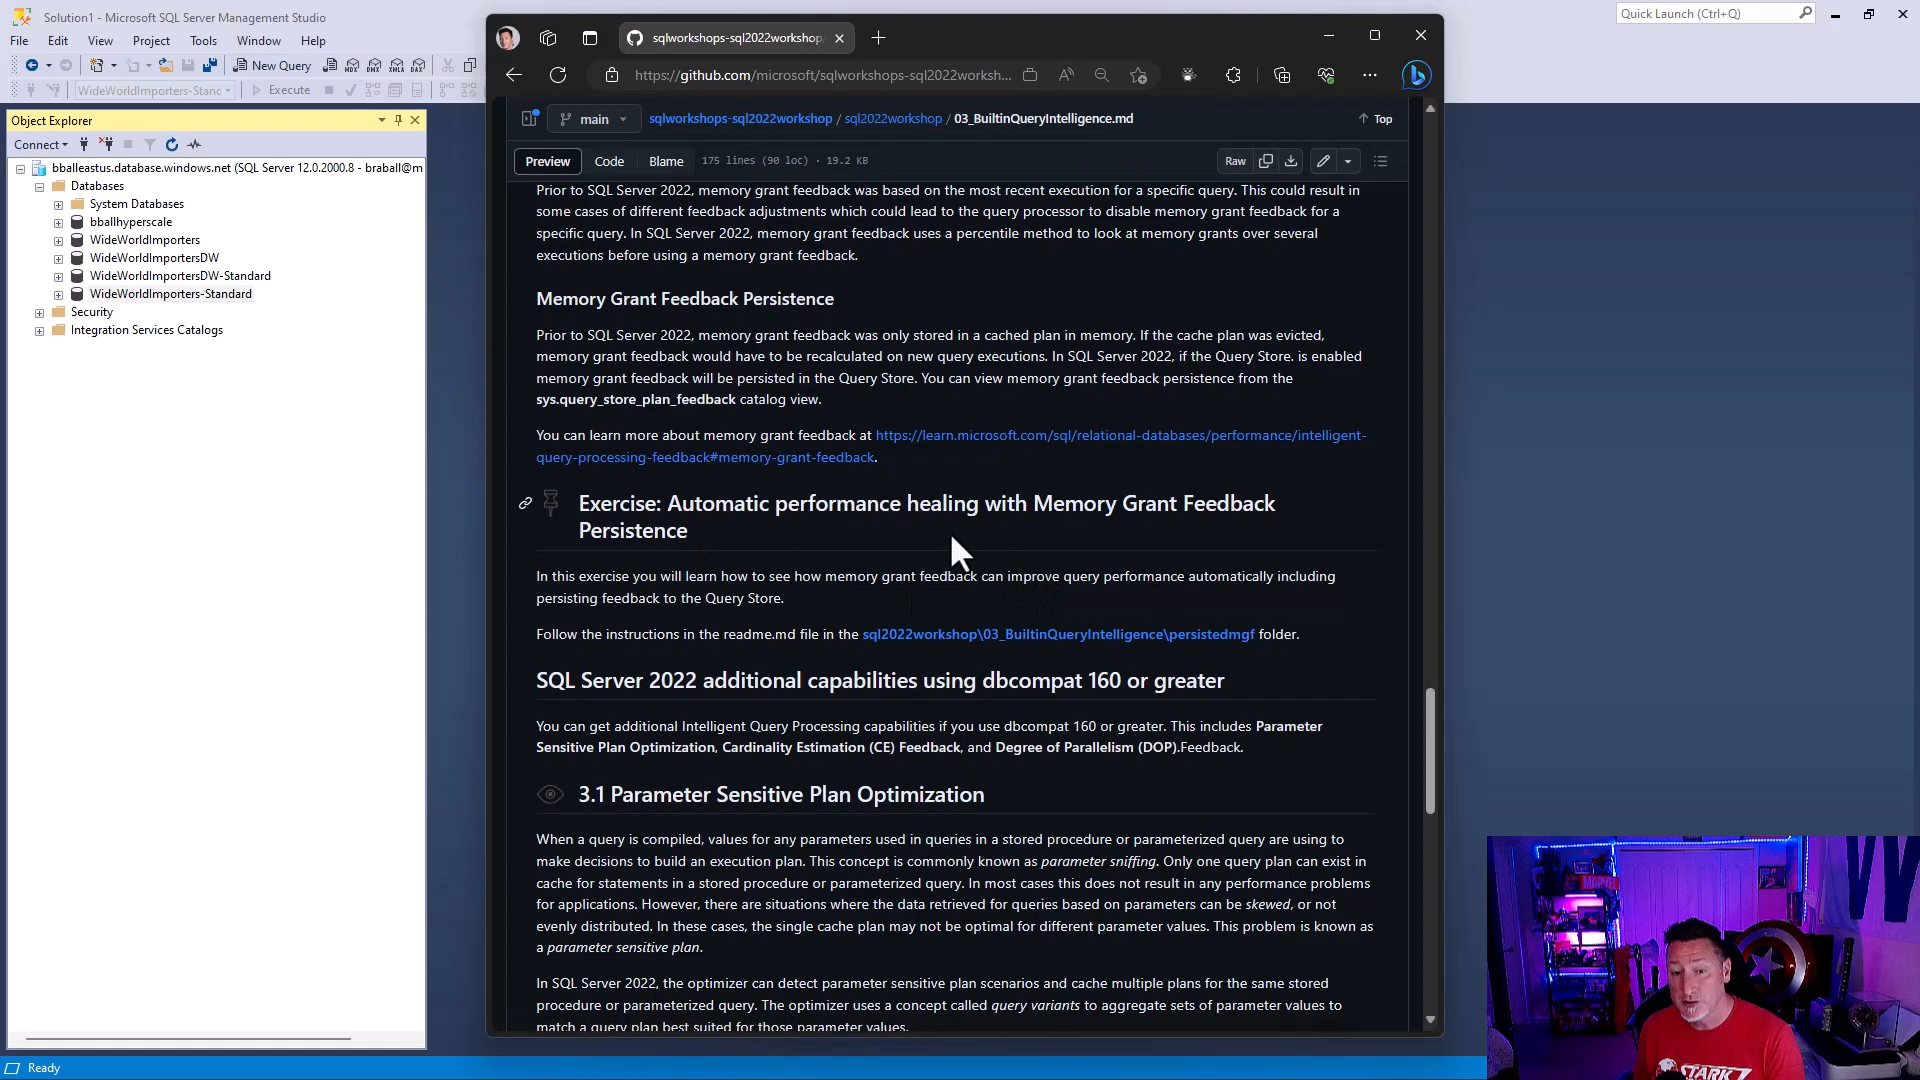 Solution1 - Microsoft SQL Server Management Studio
Quick Launch (Ctrl+Q)
File Edit View Project Tools Window Help
New Query MDX DMX XMLA DAX
WideWorldImporters-Stanc Execute
Object Explorer
Connect
bballeastus.database.windows.net (SQL Server 12.0.2000.8 - braball@m
Databases
System Databases
bballhyperscale
WideWorldImporters
WideWorldImportersDW
WideWorldImportersDW-Standard
WideWorldImporters-Standard
Security
Integration Services Catalogs
Ready
sqlworkshops-sql2022workshop
https://github.com/microsoft/sqlworkshops-sql2022worksh...
main sqlworkshops-sql2022workshop / sql2022workshop / 03_BuiltinQueryIntelligence.md Top
Preview Code Blame 175 lines (90 loc) · 19.2 KB Raw
Prior to SQL Server 2022, memory grant feedback was based on the most recent execution for a specific query. This could result in
some cases of different feedback adjustments which could lead to the query processor to disable memory grant feedback for a
specific query. In SQL Server 2022, memory grant feedback uses a percentile method to look at memory grants over several
executions before using a memory grant feedback.
Memory Grant Feedback Persistence
Prior to SQL Server 2022, memory grant feedback was only stored in a cached plan in memory. If the cache plan was evicted,
memory grant feedback would have to be recalculated on new query executions. In SQL Server 2022, if the Query Store. is enabled
memory grant feedback will be persisted in the Query Store. You can view memory grant feedback persistence from the
sys.query_store_plan_feedback catalog view.
You can learn more about memory grant feedback at https://learn.microsoft.com/sql/relational-databases/performance/intelligent-
query-processing-feedback#memory-grant-feedback.
Exercise: Automatic performance healing with Memory Grant Feedback
Persistence
In this exercise you will learn how to see how memory grant feedback can improve query performance automatically including
persisting feedback to the Query Store.
Follow the instructions in the readme.md file in the sql2022workshop\03_BuiltinQueryIntelligence\persistedmgf folder.
SQL Server 2022 additional capabilities using dbcompat 160 or greater
You can get additional Intelligent Query Processing capabilities if you use dbcompat 160 or greater. This includes Parameter
Sensitive Plan Optimization, Cardinality Estimation (CE) Feedback, and Degree of Parallelism (DOP).Feedback.
3.1 Parameter Sensitive Plan Optimization
When a query is compiled, values for any parameters used in queries in a stored procedure or parameterized query are using to
make decisions to build an execution plan. This concept is commonly known as parameter sniffing. Only one query plan can exist in
cache for statements in a stored procedure or parameterized query. In most cases this does not result in any performance problems
for applications. However, there are situations where the data retrieved for queries based on parameters can be skewed, or not
evenly distributed. In these cases, the single cache plan may not be optimal for different parameter values. This problem is known as
a parameter sensitive plan.
In SQL Server 2022, the optimizer can detect parameter sensitive plan scenarios and cache multiple plans for the same stored
procedure or parameterized query. The optimizer uses a concept called query variants to aggregate sets of parameter values to
match a query plan best suited for those parameter values.
MARVEL
STARK